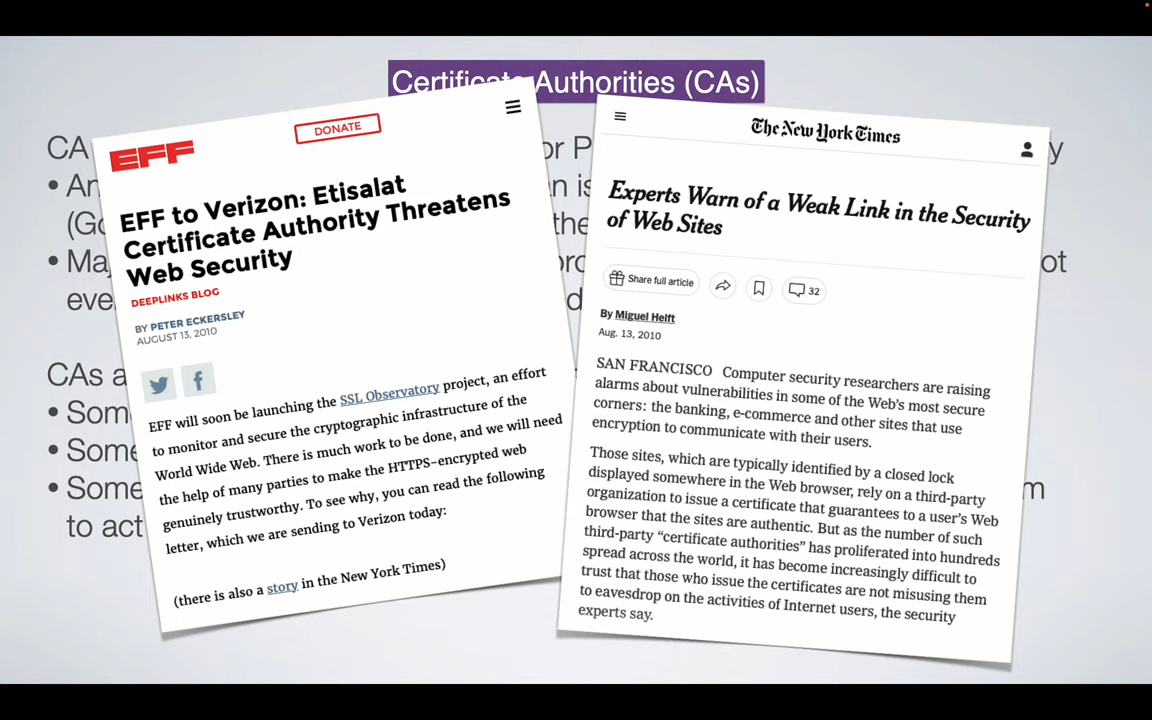 Certificate Authorities (CAs)
CA
or P
y
• An
n is
(Go
the
• Maj
pro
ot
eve
d
CAs a
• Som
• Some
• Some
m
to act
EFF
DONATE
EFF to Verizon: Etisalat
Certificate Authority Threatens
Web Security
DEEPLINKS BLOG
BY PETER ECKERSLEY
AUGUST 13, 2010
EFF will soon be launching the SSL Observatory project, an effort
to monitor and secure the cryptographic infrastructure of the
World Wide Web. There is much work to be done, and we will need
the help of many parties to make the HTTPS-encrypted web
genuinely trustworthy. To see why, you can read the following
letter, which we are sending to Verizon today:
(there is also a story in the New York Times)
The New York Times
Experts Warn of a Weak Link in the Security
of Web Sites
Share full article
32
By Miguel Helft
Aug. 13, 2010
SAN FRANCISCO Computer security researchers are raising
alarms about vulnerabilities in some of the Web's most secure
corners: the banking, e-commerce and other sites that use
encryption to communicate with their users.
Those sites, which are typically identified by a closed lock
displayed somewhere in the Web browser, rely on a third-party
organization to issue a certificate that guarantees to a user's Web
browser that the sites are authentic. But as the number of such
third-party “certificate authorities” has proliferated into hundreds
spread across the world, it has become increasingly difficult to
trust that those who issue the certificates are not misusing them
to eavesdrop on the activities of Internet users, the security
experts say.